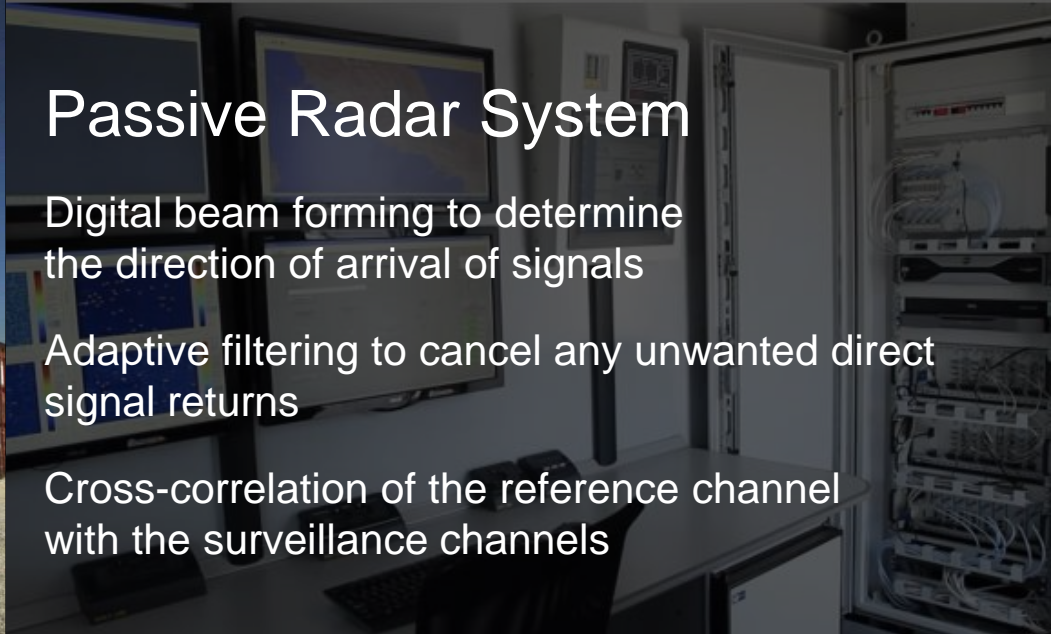 Passive Radar System
Digital beam forming to determine
the direction of arrival of signals
Adaptive filtering to cancel any unwanted direct
signal returns
Cross-correlation of the reference channel
with the surveillance channels